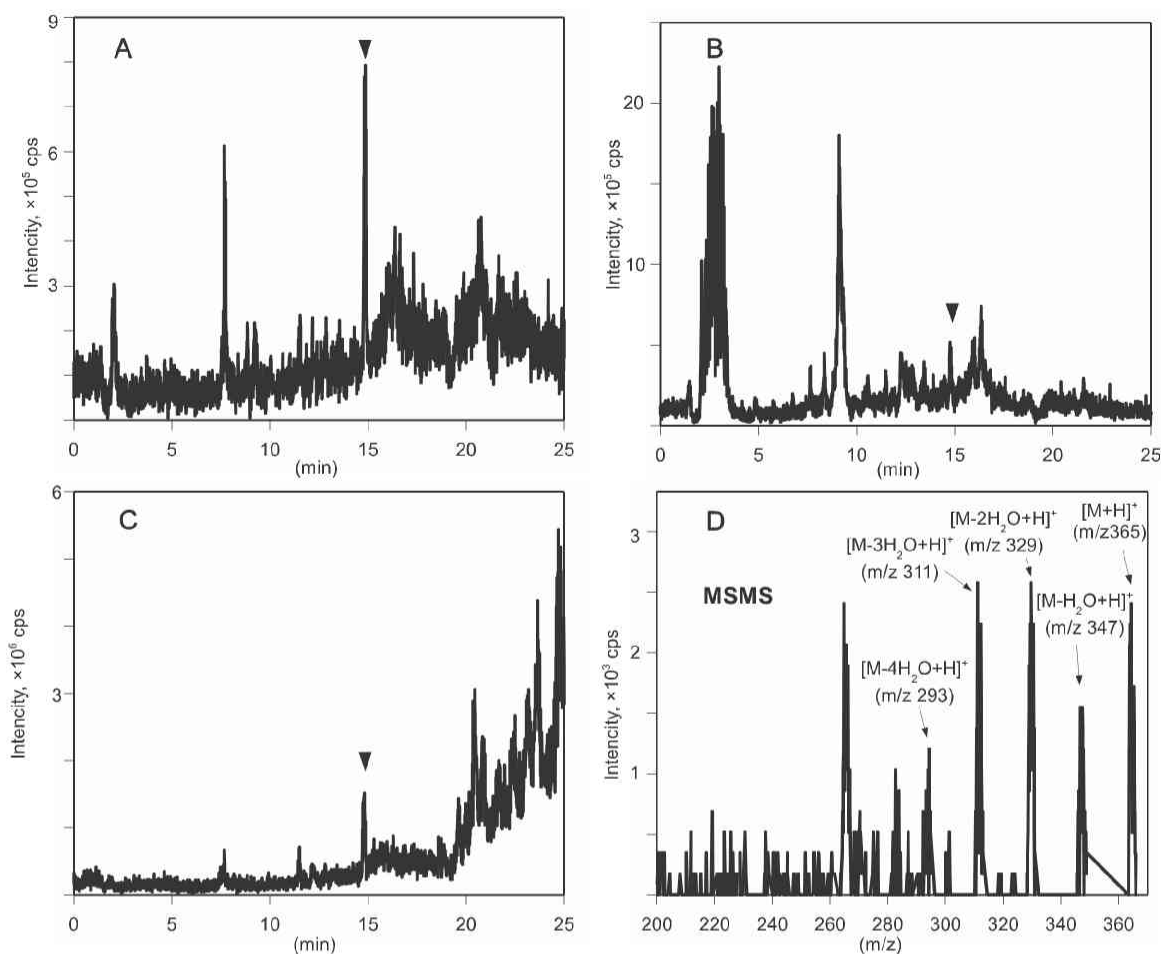 A
9
6
3
Intencity, ×10⁵ cps
0 5 10 15 20 25
(min)
B
20
10
Intencity, ×10⁵ cps
0 5 10 15 20 25
(min)
C
6
3
Intencity, ×10⁶ cps
0 5 10 15 20 25
(min)
D
MSMS
3
2
1
Intencity, ×10³ cps
[M+H]⁺
(m/z365)
[M-2H₂O+H]⁺
(m/z 329)
[M-3H₂O+H]⁺
(m/z 311)
[M-H₂O+H]⁺
(m/z 347)
[M-4H₂O+H]⁺
(m/z 293)
200 220 240 260 280 300 320 340 360
(m/z)